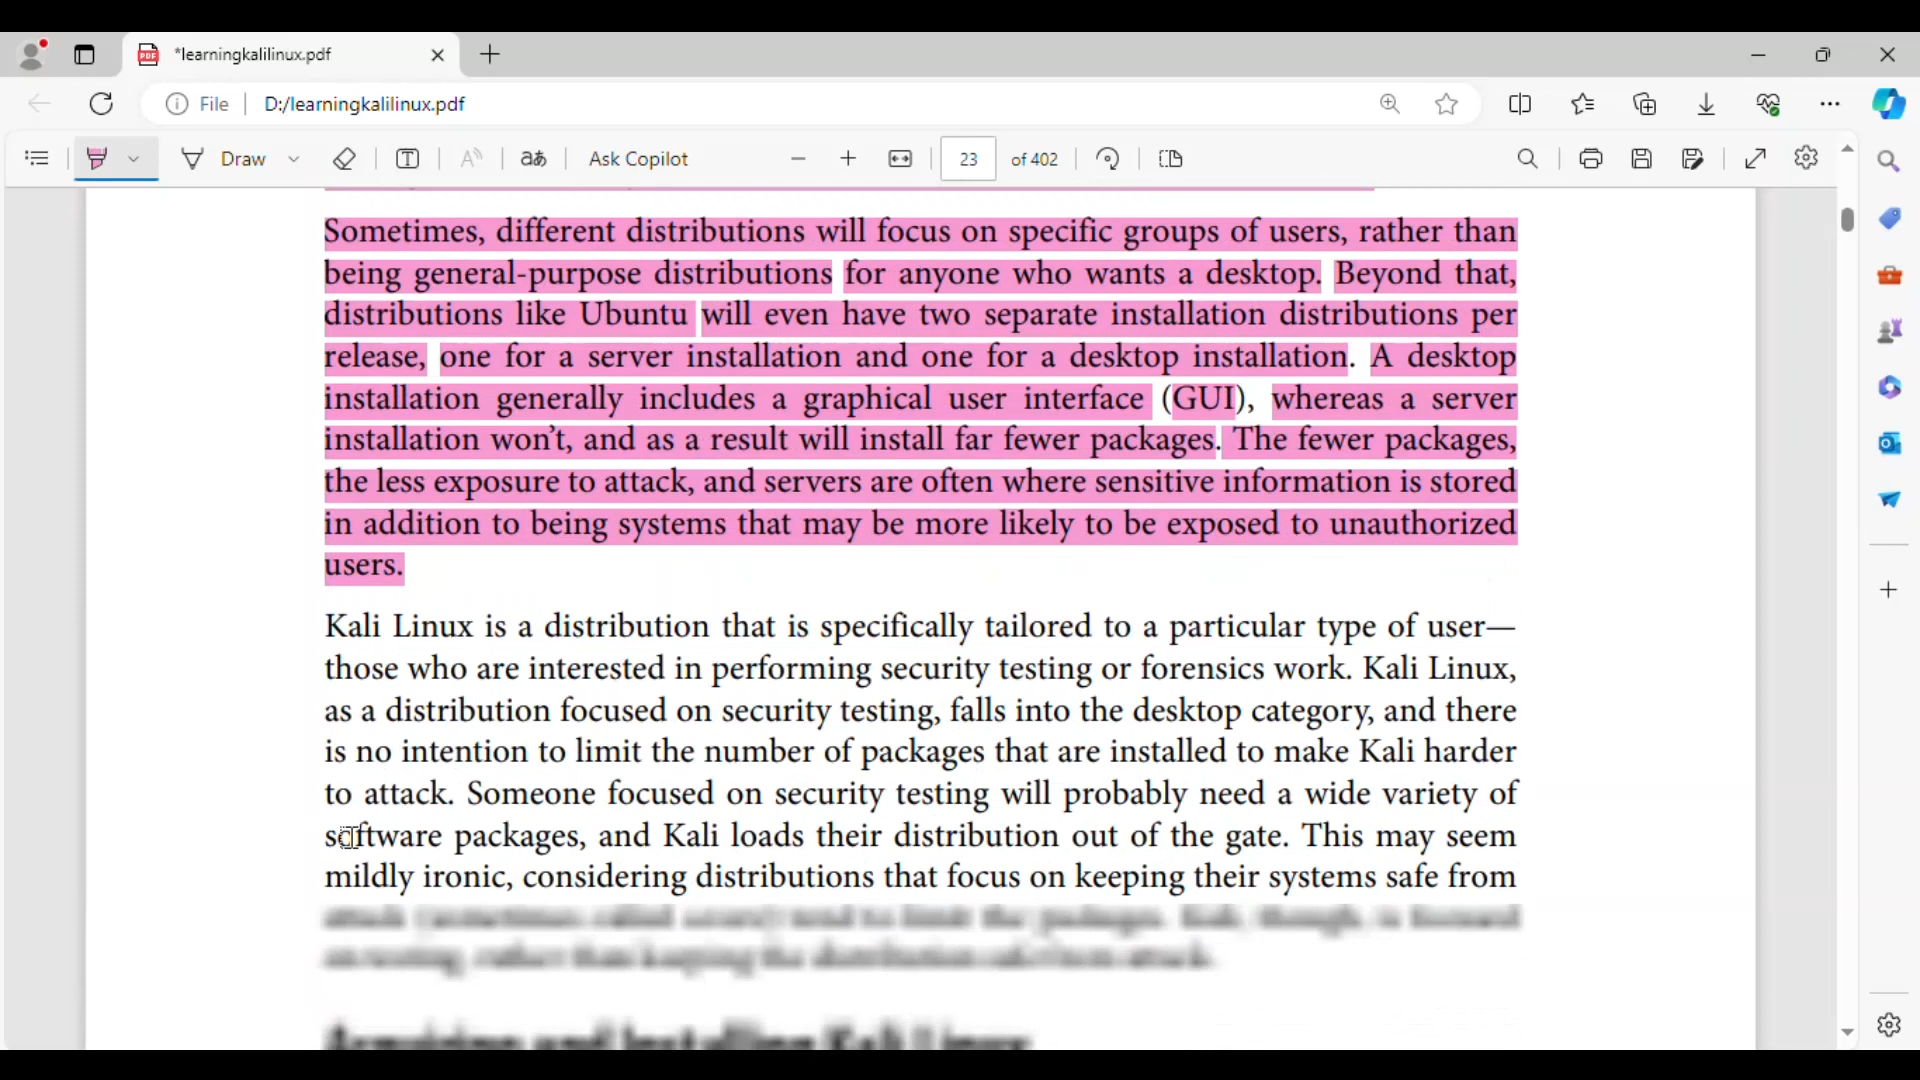 *learningkalilinux.pdf
File
D:/learningkalilinux.pdf
Draw
Ask Copilot
23
of 402
Sometimes, different distributions will focus on specific groups of users, rather than
being general-purpose distributions for anyone who wants a desktop. Beyond that,
distributions like Ubuntu will even have two separate installation distributions per
release, one for a server installation and one for a desktop installation. A desktop
installation generally includes a graphical user interface (GUI), whereas a server
installation won’t, and as a result will install far fewer packages. The fewer packages,
the less exposure to attack, and servers are often where sensitive information is stored
in addition to being systems that may be more likely to be exposed to unauthorized
users.
Kali Linux is a distribution that is specifically tailored to a particular type of user—
those who are interested in performing security testing or forensics work. Kali Linux,
as a distribution focused on security testing, falls into the desktop category, and there
is no intention to limit the number of packages that are installed to make Kali harder
to attack. Someone focused on security testing will probably need a wide variety of
software packages, and Kali loads their distribution out of the gate. This may seem
mildly ironic, considering distributions that focus on keeping their systems safe from